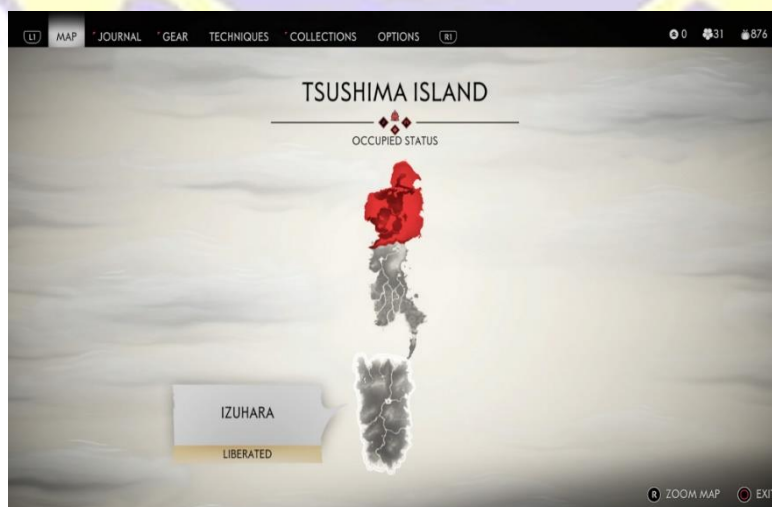 L1 MAP JOURNAL GEAR TECHNIQUES COLLECTIONS OPTIONS R1 0 31 876
TSUSHIMA ISLAND
OCCUPIED STATUS
IZUHARA
LIBERATED
R ZOOM MAP EXIT